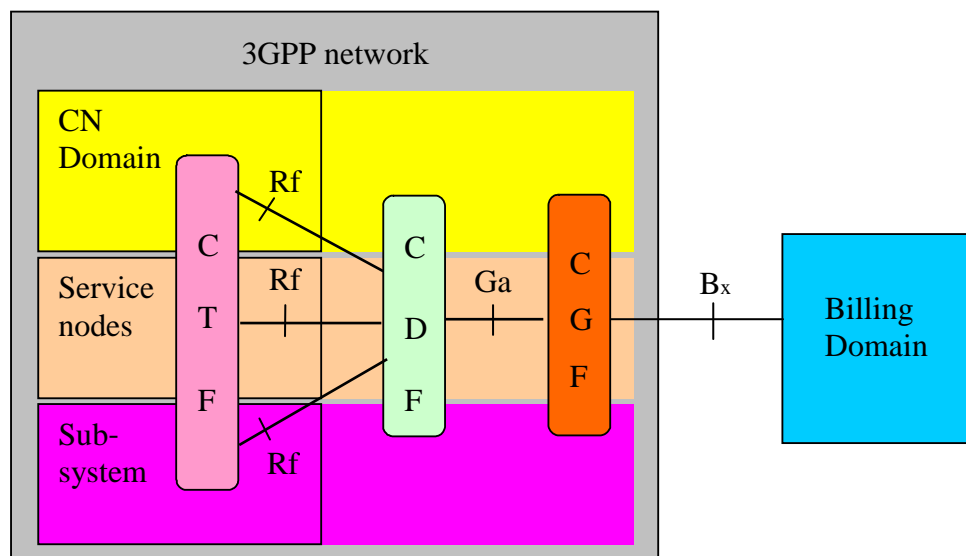 3GPP network
CN
Domain
Rf
C
T
F
Service
nodes
Rf
Sub-
system
Rf
C
D
F
Ga
C
G
F
Bx
Billing
Domain